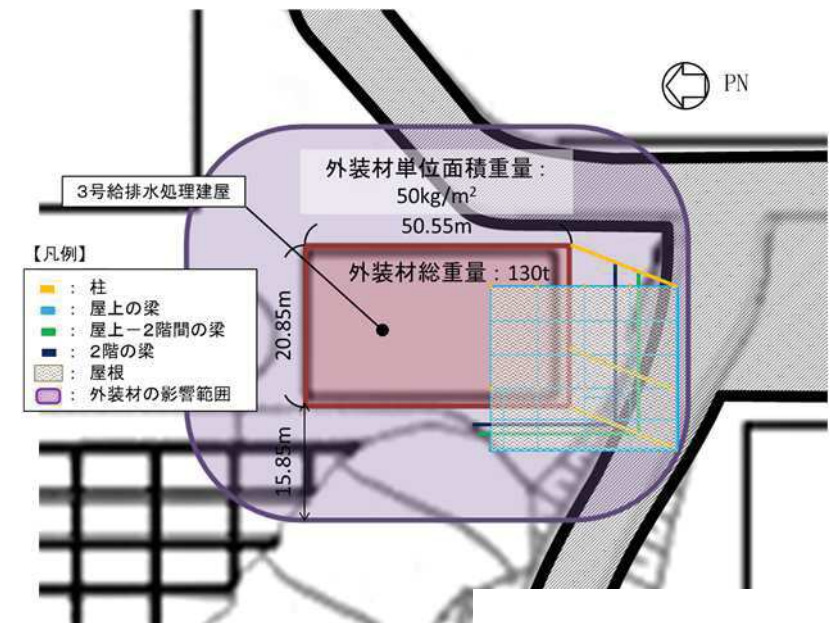 PN
外装材単位面積重量：
50kg/m²
50.55m
3号給排水処理建屋
外装材総重量：130t
20.85m
15.85m
【凡例】
：柱
：屋上の梁
：屋上－2階間の梁
：2階の梁
：屋根
：外装材の影響範囲